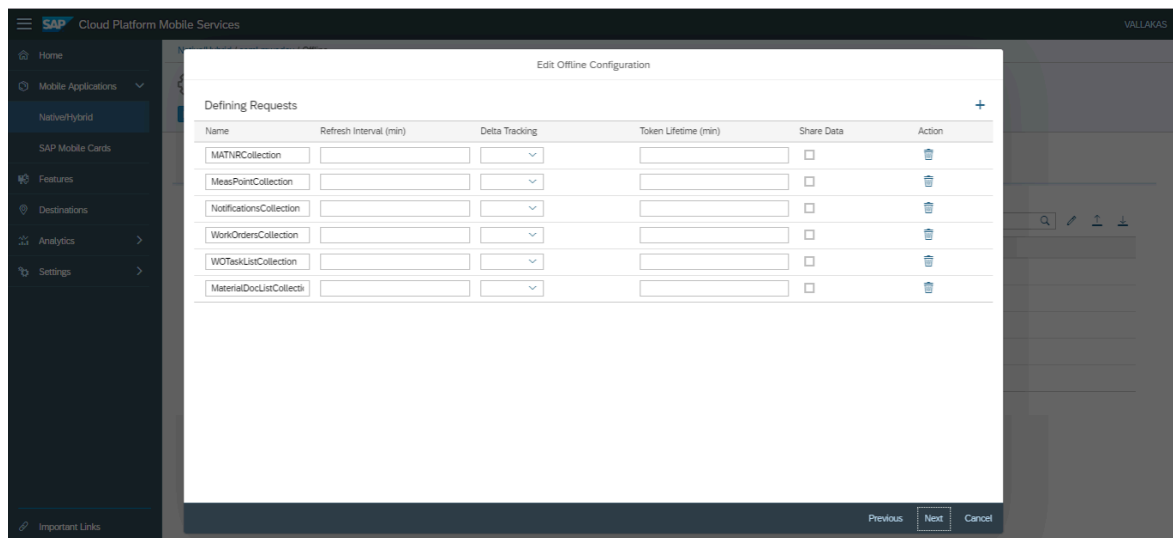 SAP Cloud Platform Mobile Services
VALLAKAS
Home
Mobile Applications
Native/Hybrid
SAP Mobile Cards
Features
Destinations
Analytics
Settings
Important Links
Edit Offline Configuration
Defining Requests
+
Name Refresh Interval (min) Delta Tracking Token Lifetime (min) Share Data Action
MATNRCollection
MeasPointCollection
NotificationsCollection
WorkOrdersCollection
WOTaskListCollection
MaterialDocListCollecti
Previous Next Cancel